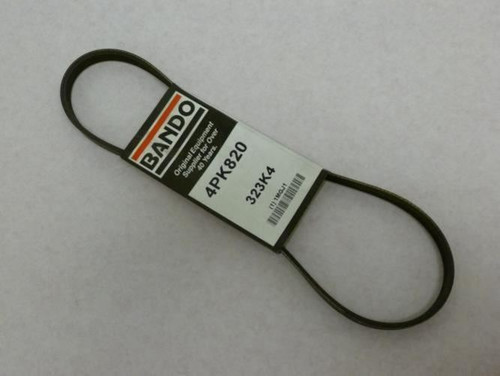 BANDO
Original Equipment
Supplier for Over
40 Years.
4PK820
323K4